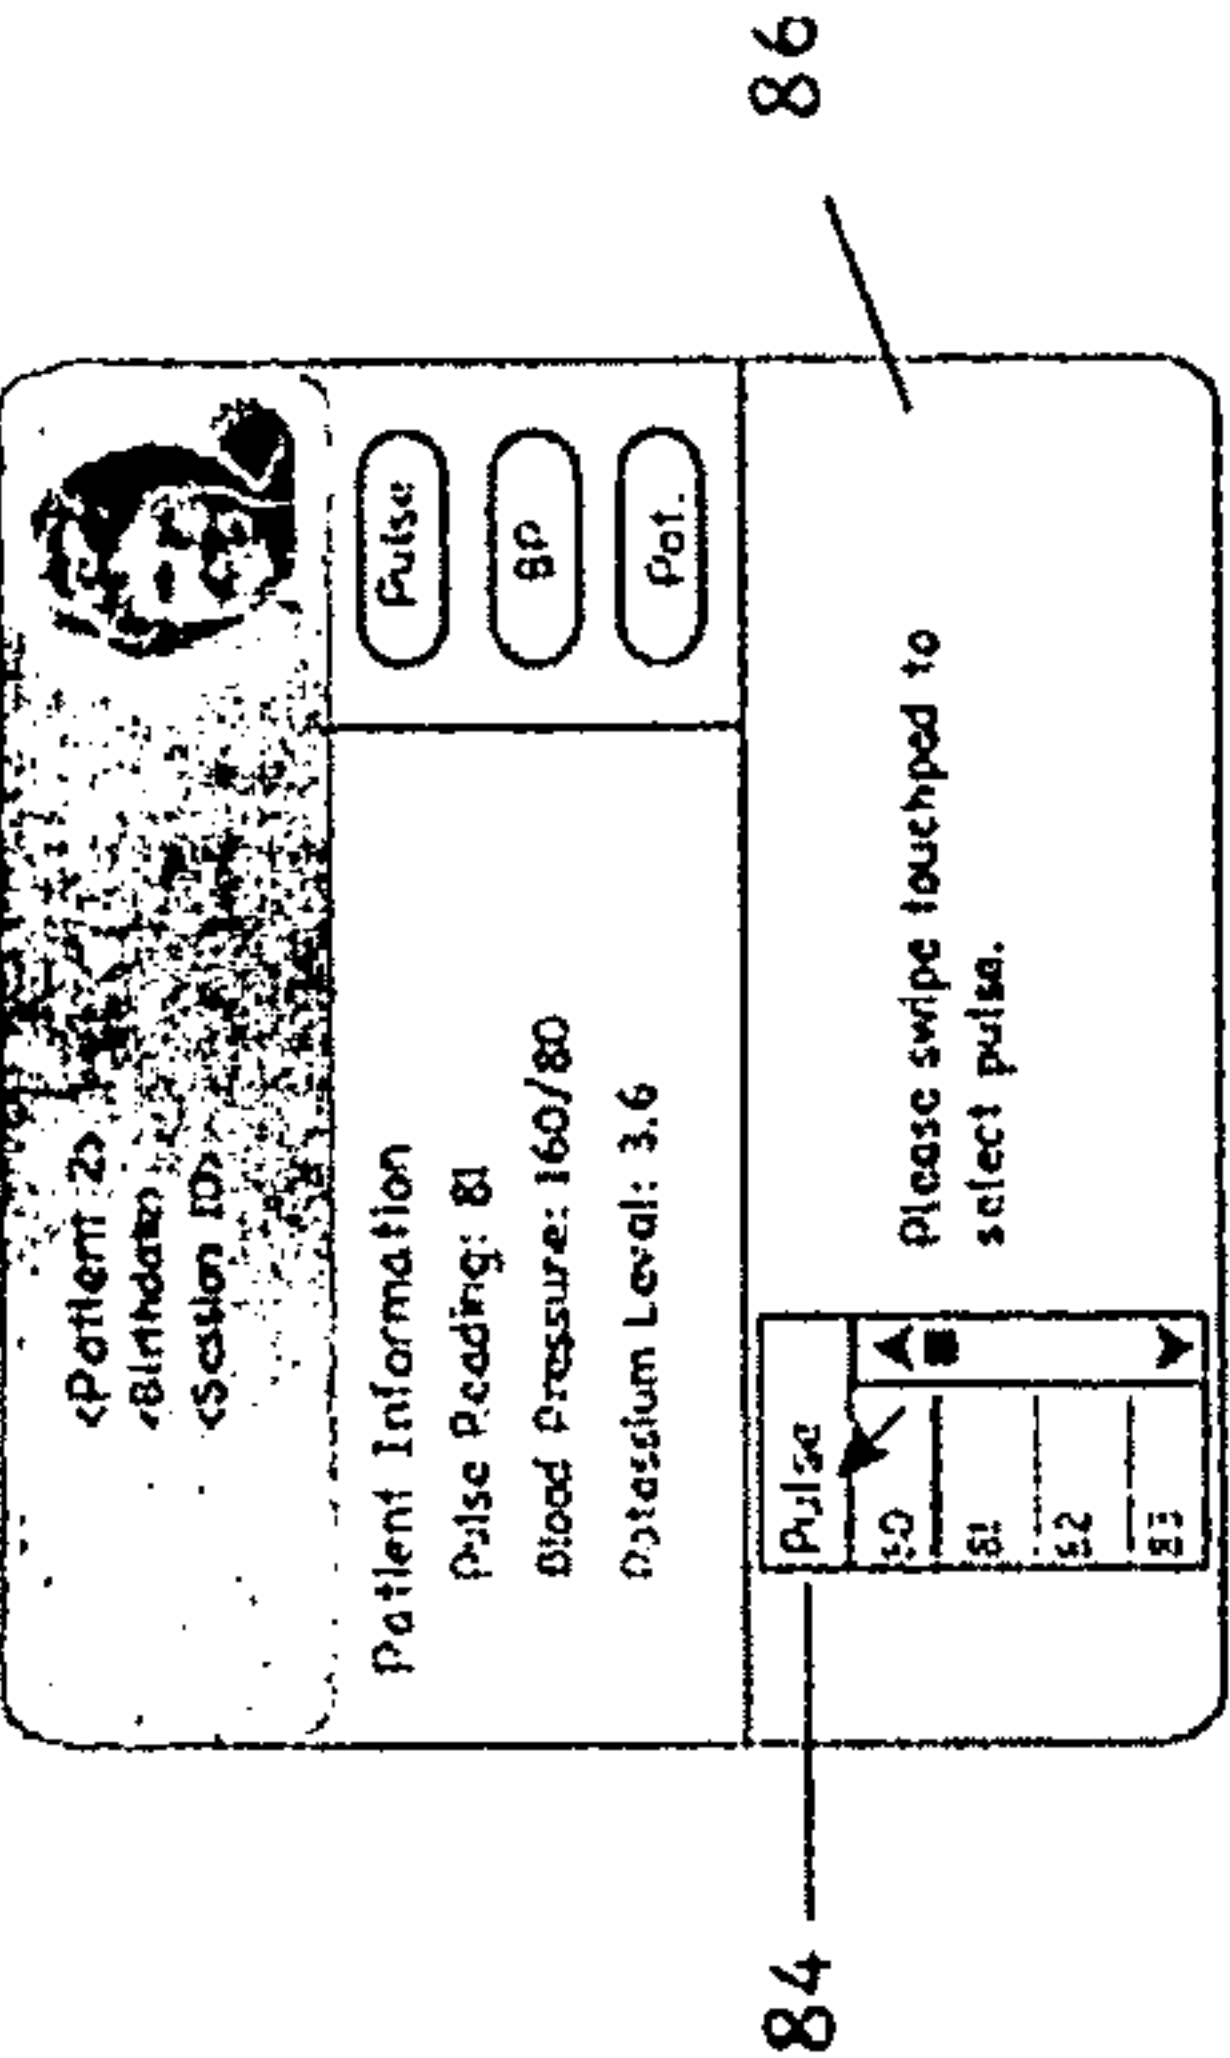 <Patient 2>
<Birthdate>
<Session ID>
Patient Information
Pulse Reading: 81
Blood Pressure: 160/80
Potassium Level: 3.6
Pulse
BP
Pot.
84
Pulse
81
82
83
Please swipe touchped to
select pulse.
86